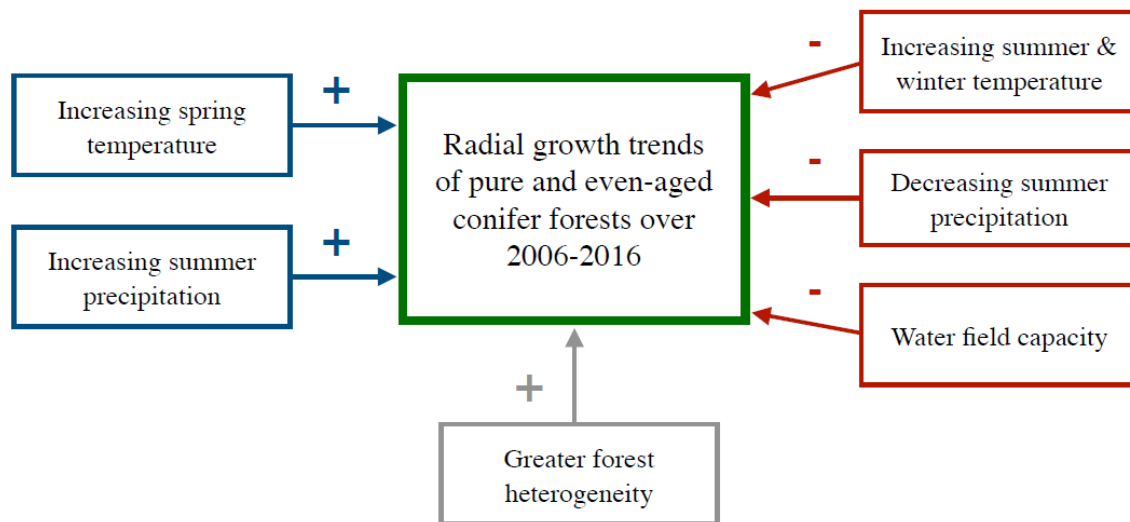 Increasing spring
temperature
+
Increasing summer
precipitation
+
Radial growth trends
of pure and even-aged
conifer forests over
2006-2016
-
Increasing summer &
winter temperature
-
Decreasing summer
precipitation
-
Water field capacity
+
Greater forest
heterogeneity